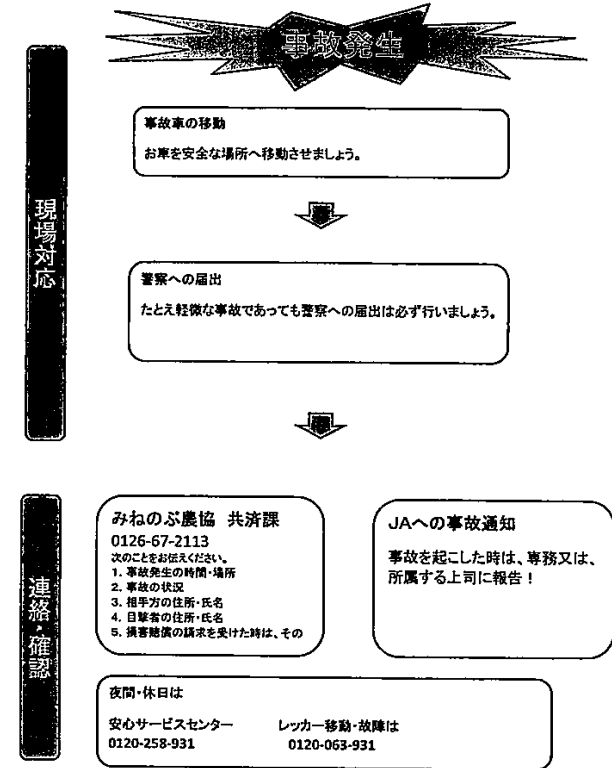 事故発生
現場対応
事故車の移動
お車を安全な場所へ移動させましょう。
警察への届出
たとえ軽微な事故であっても警察への届出は必ず行いましょう。
連絡・確認
みねのぶ農協 共済課
0126-67-2113
次のことをお伝えください。
1. 事故発生の時間・場所
2. 事故の状況
3. 相手方の住所・氏名
4. 目撃者の住所・氏名
5. 損害賠償の請求を受けた時は、その
JAへの事故通知
事故を起こした時は、専務又は、
所属する上司に報告！
夜間・休日は
安心サービスセンター
0120-258-931
レッカー移動・故障は
0120-063-931